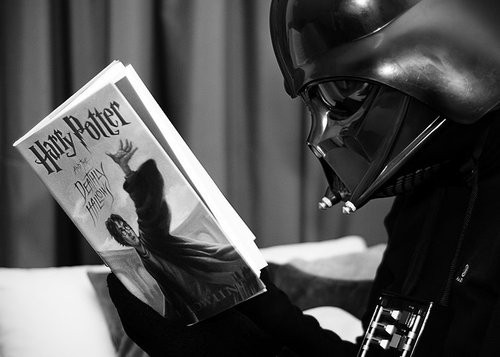 Harry Potter
AND THE
DEATHLY
HALLOWS